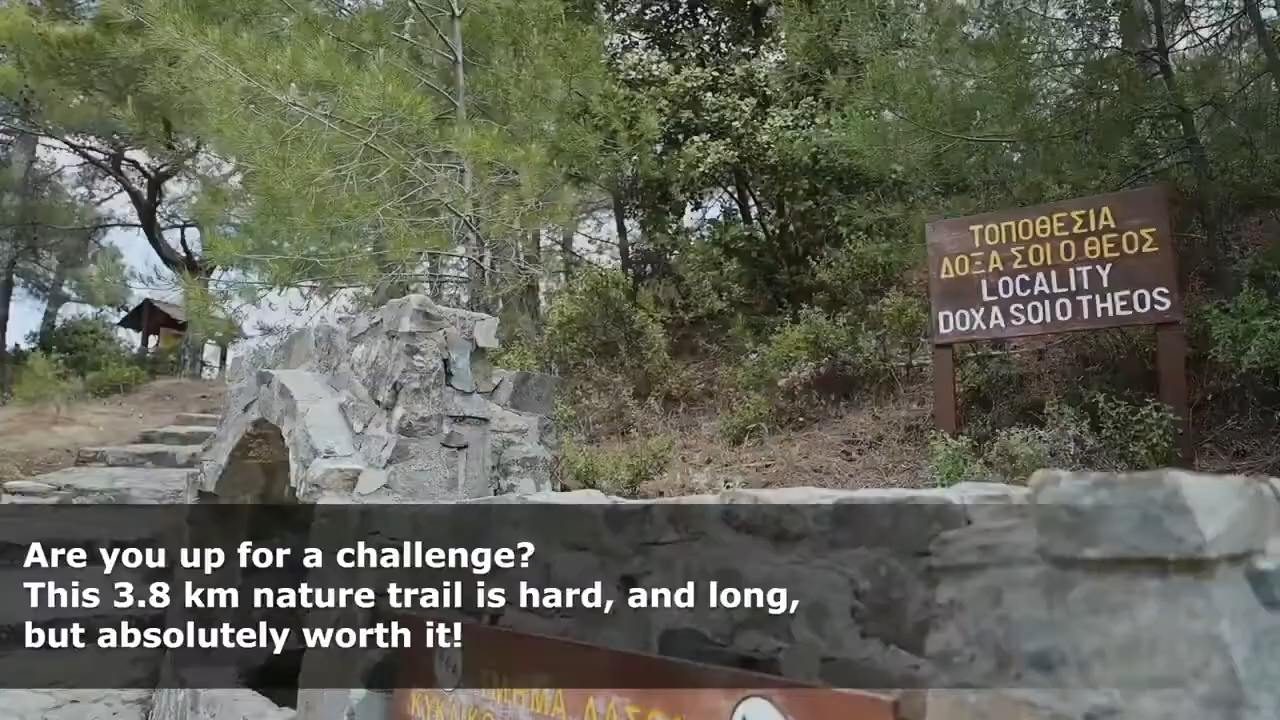 ΤΟΠΟΘΕΣΙΑ
ΔΟΞΑ ΣΟΙ Ο ΘΕΟΣ
LOCALITY
DOXA SOI O THEOS
Are you up for a challenge?
This 3.8 km nature trail is hard, and long,
but absolutely worth it!
ΤΜΗΜΑ